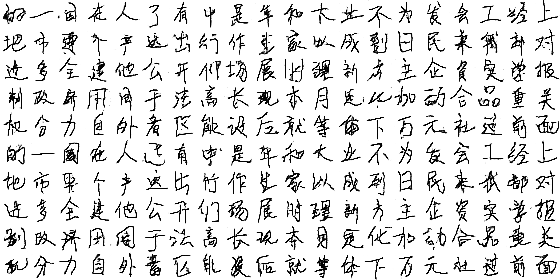 的一国在人了有中是年和大业不为发会工经上
地市要个产这出行作生家以成到日民来我部对
进多全建他公开们场展时理新方主企资实学报
制政济用同于法高长现本月定化加动合品重关
机分力自外者区能设后就等体下万元社过前面
的一国在人了有中是年和大业不为发会工经上
地市要个产这出行作生家以成到日民来我部对
进多全建他公开们场展时理新方主企资实学报
制政济用同于法高长现本月定化加动合品重关
机分力自外者区能设后就等体下万元社过前面